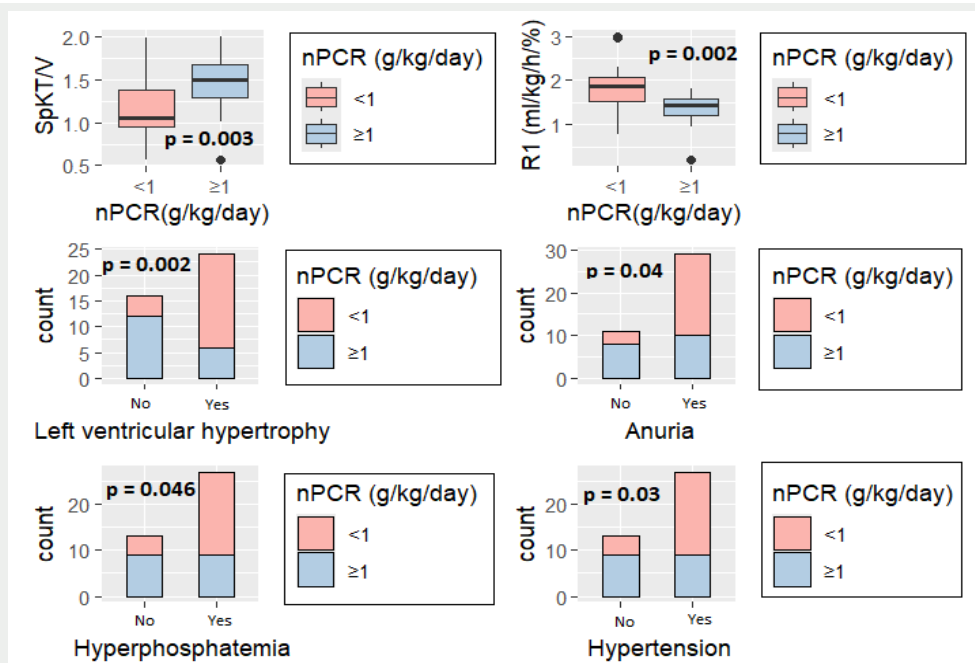 2.0
1.5
1.0
0.5
SpKT/V
p = 0.003
<1
≥1
nPCR(g/kg/day)
nPCR (g/kg/day)
<1
≥1
3
2
1
R1 (ml/kg/h/%)
p = 0.002
<1
≥1
nPCR(g/kg/day)
nPCR (g/kg/day)
<1
≥1
25
20
15
10
5
0
count
p = 0.002
No
Yes
Left ventricular hypertrophy
nPCR (g/kg/day)
<1
≥1
30
20
10
0
count
p = 0.04
No
Yes
Anuria
nPCR (g/kg/day)
<1
≥1
20
10
0
count
p = 0.046
No
Yes
Hyperphosphatemia
nPCR (g/kg/day)
<1
≥1
20
10
0
count
p = 0.03
No
Yes
Hypertension
nPCR (g/kg/day)
<1
≥1